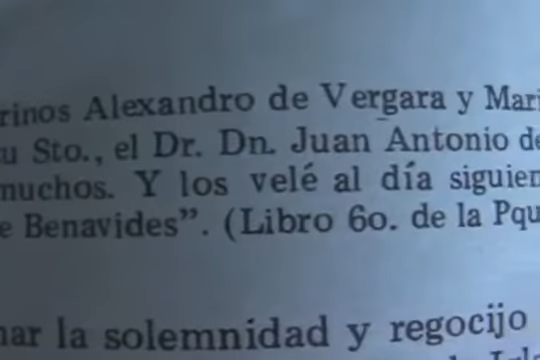 rinos Alexandro de Vergara y Mari
u Sto., el Dr. Dn. Juan Antonio de
muchos. Y los velé al día siguien
e Benavides”. (Libro 6o. de la Pqu
nar la solemnidad y regocijo